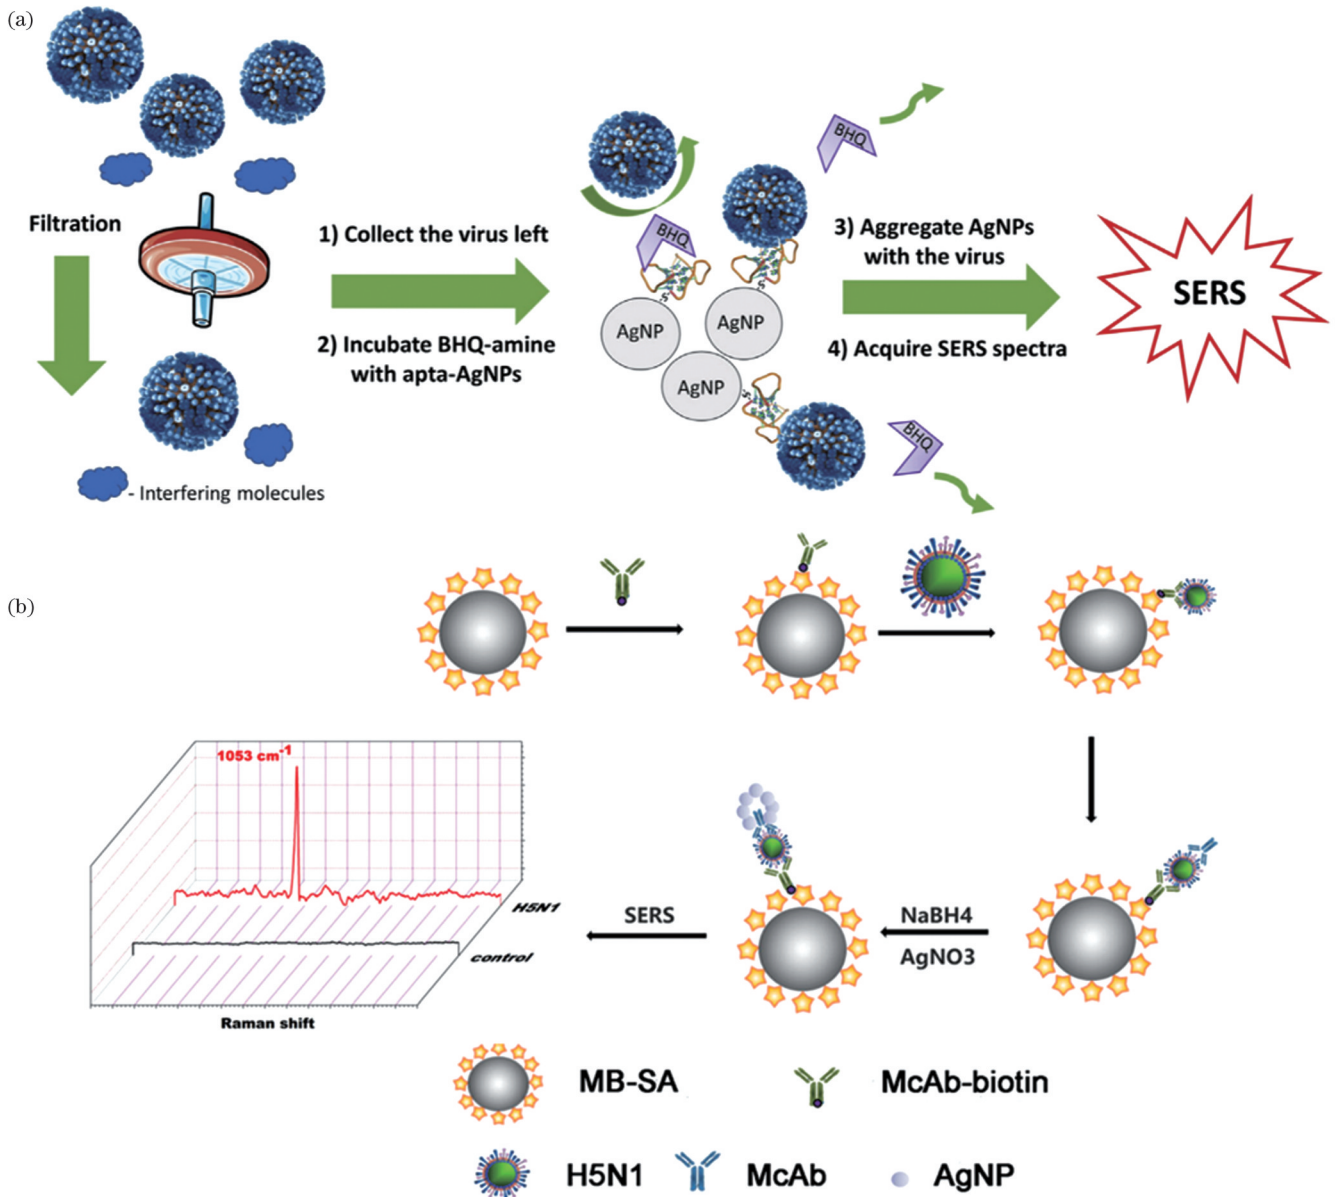 (a)
Filtration
1) Collect the virus left
2) Incubate BHQ-amine
with apta-AgNPs
- Interfering molecules
BHQ
BHQ
AgNP
AgNP
AgNP
BHQ
3) Aggregate AgNPs
with the virus
4) Acquire SERS spectra
SERS
(b)
1053 cm-1
H5N1
control
Raman shift
SERS
NaBH4
AgNO3
MB-SA
McAb-biotin
H5N1
McAb
AgNP